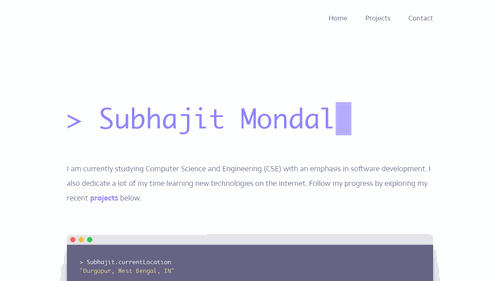 Home Projects Contact
> Subhajit Mondal
I am currently studying Computer Science and Engineering (CSE) with an emphasis in software development. I
also dedicate a lot of my time learning new technologies on the internet. Follow my progress by exploring my
recent projects below.
> Subhajit.currentLocation
"Durgapur, West Bengal, IN"